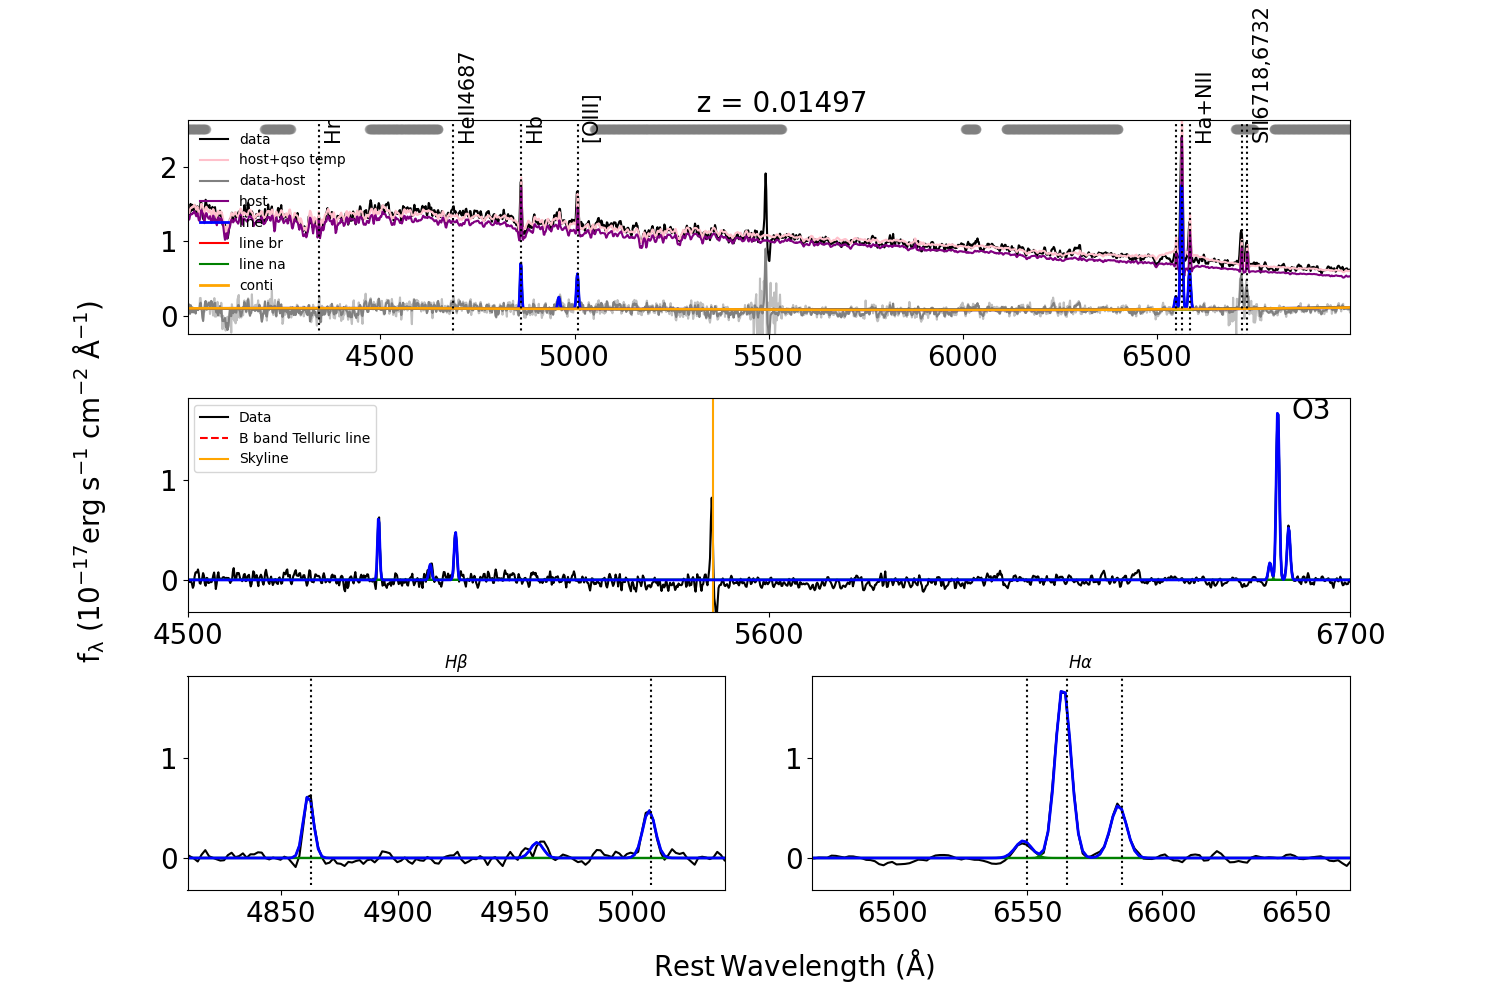 z = 0.01497
Hr
HeII4687
Hb
[OIII]
Ha+NII
SII6718,6732
data
host+qso temp
data-host
host
line
line br
line na
conti
2
1
0
4500 5000 5500 6000 6500
fλ (10−17erg s−1 cm−2 Å−1)
O3
Data
B band Telluric line
Skyline
1
0
4500 5600 6700
Hβ
1
0
4850 4900 4950 5000
Hα
1
0
6500 6550 6600 6650
Rest Wavelength (Å)